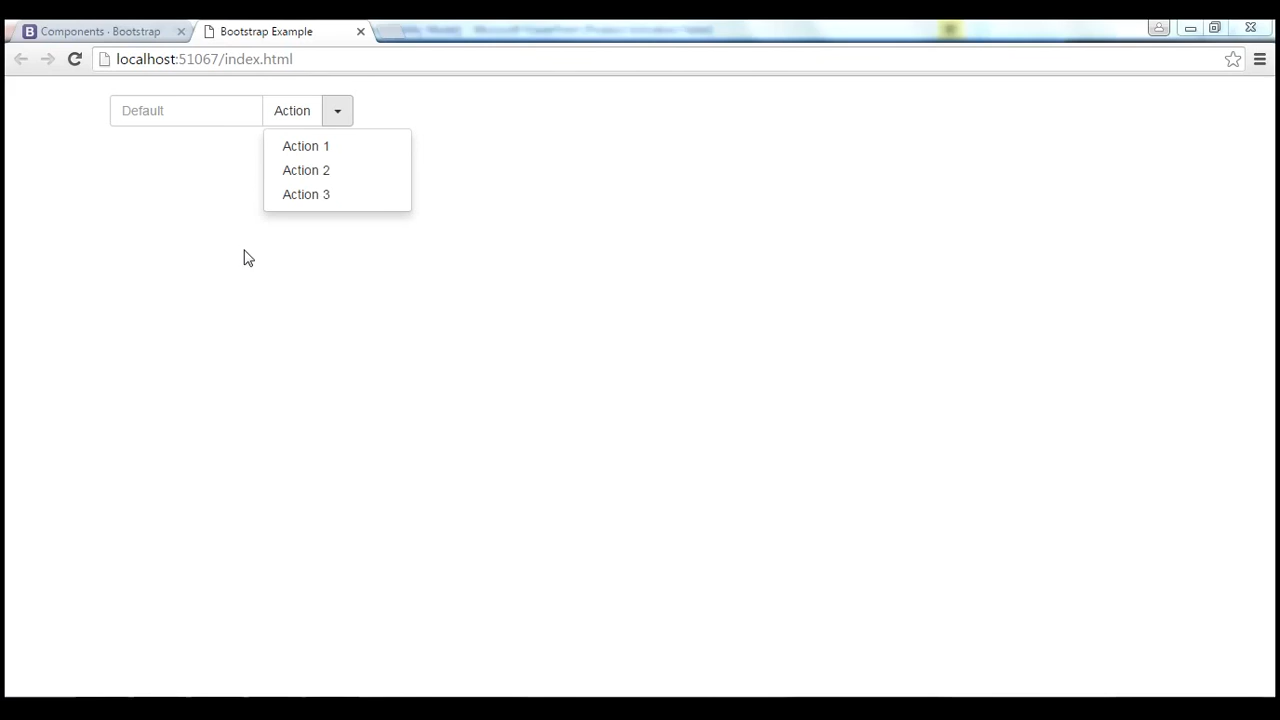 Components · Bootstrap
Bootstrap Example
localhost:51067/index.html
Default
Action
Action 1
Action 2
Action 3